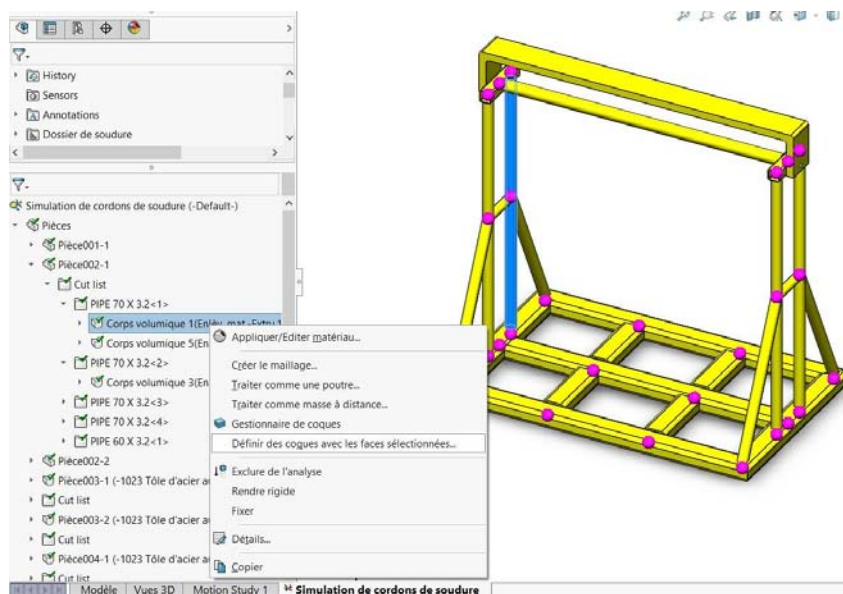 History
Sensors
Annotations
Dossier de soudure
Simulation de cordons de soudure (-Default-)
Pièces
Pièce001-1
Pièce002-1
Cut list
PIPE 70 X 3.2<1>
Corps volumique 1(Enlèv. mat.-Extru.1
Corps volumique 5(En
PIPE 70 X 3.2<2>
Corps volumique 3(En
PIPE 70 X 3.2<3>
PIPE 70 X 3.2<4>
PIPE 60 X 3.2<1>
Pièce002-2
Pièce003-1 (-1023 Tôle d'acier au
Cut list
Pièce003-2 (-1023 Tôle d'acier au
Cut list
Pièce004-1 (-1023 Tôle d'acier au
Cut list
Appliquer/Editer matériau...
Créer le maillage...
Traiter comme une poutre...
Traiter comme masse à distance...
Gestionnaire de coques
Définir des coques avec les faces sélectionnées...
Exclure de l'analyse
Rendre rigide
Fixer
Détails...
Copier
Modèle
Vues 3D
Motion Study 1
Simulation de cordons de soudure